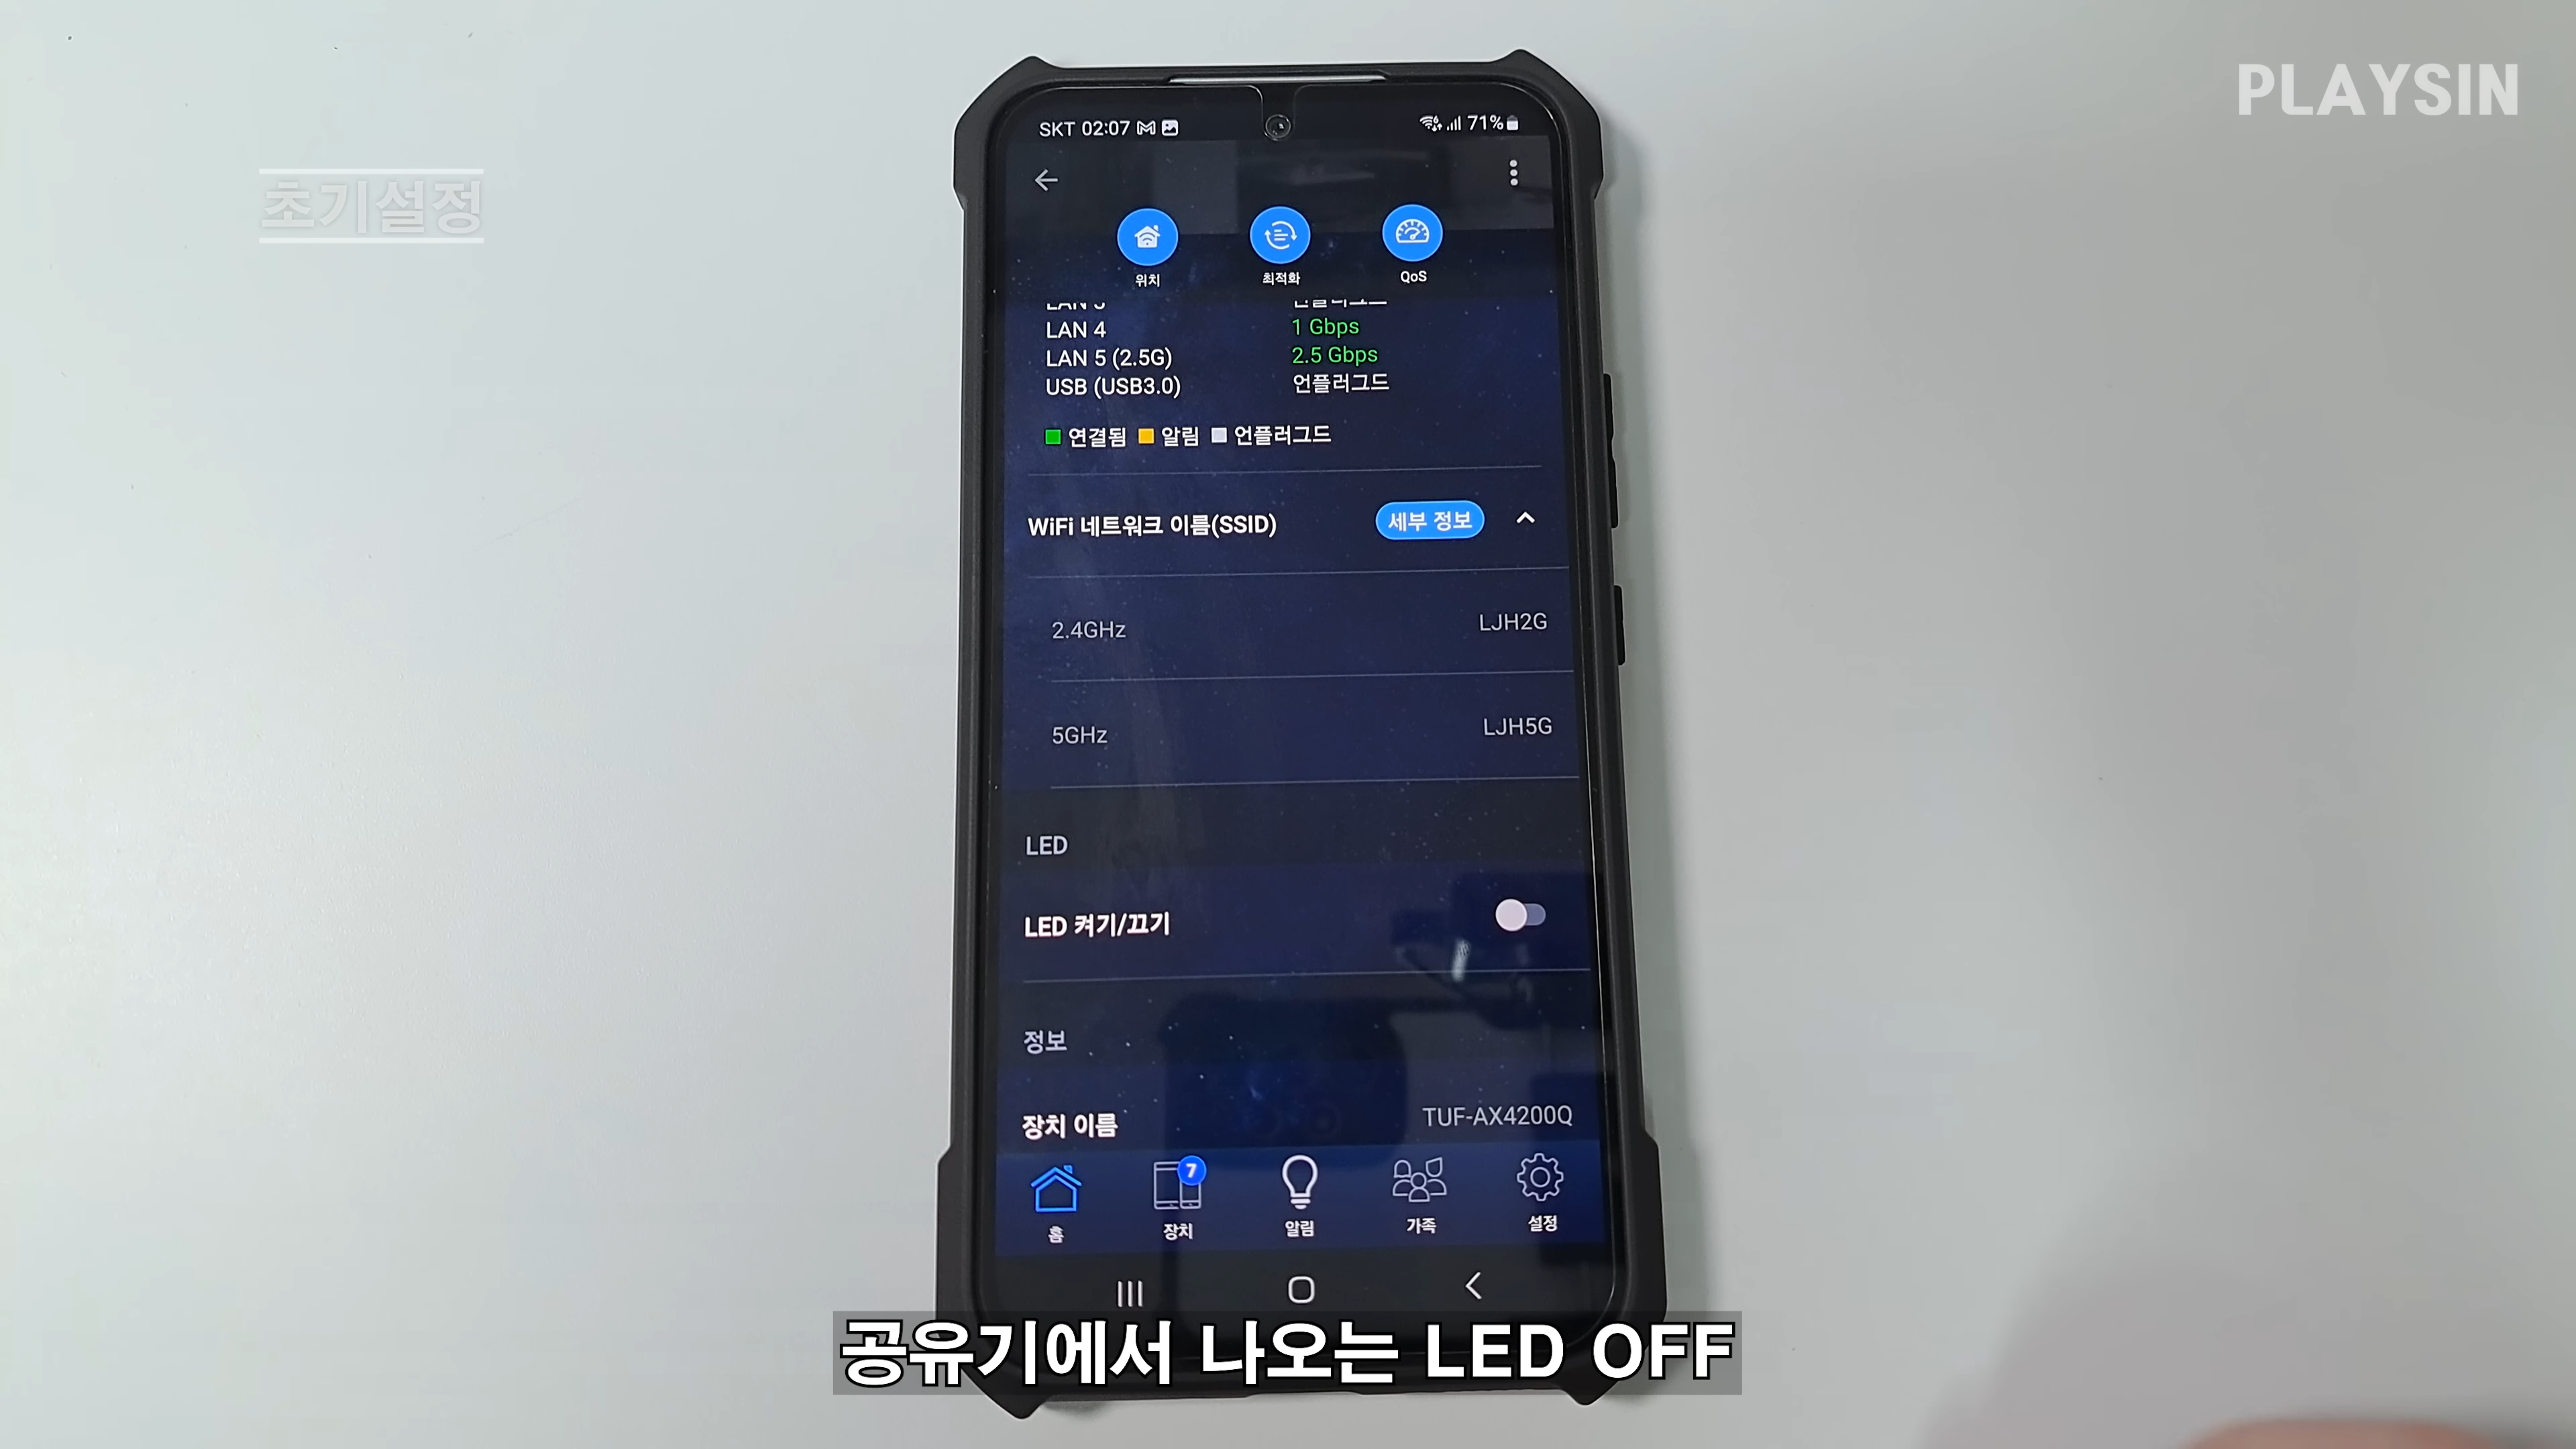 PLAYSIN
초기설정
SKT 02:07 71%
위치 최적화 QoS
LAN 4 1 Gbps
LAN 5 (2.5G) 2.5 Gbps
USB (USB3.0) 언플러그드
연결됨 알림 언플러그드
WiFi 네트워크 이름(SSID) 세부 정보
2.4GHz LJH2G
5GHz LJH5G
LED
LED 켜기/끄기
정보
장치 이름 TUF-AX4200Q
7
홈 장치 알림 가족 설정
공유기에서 나오는 LED OFF